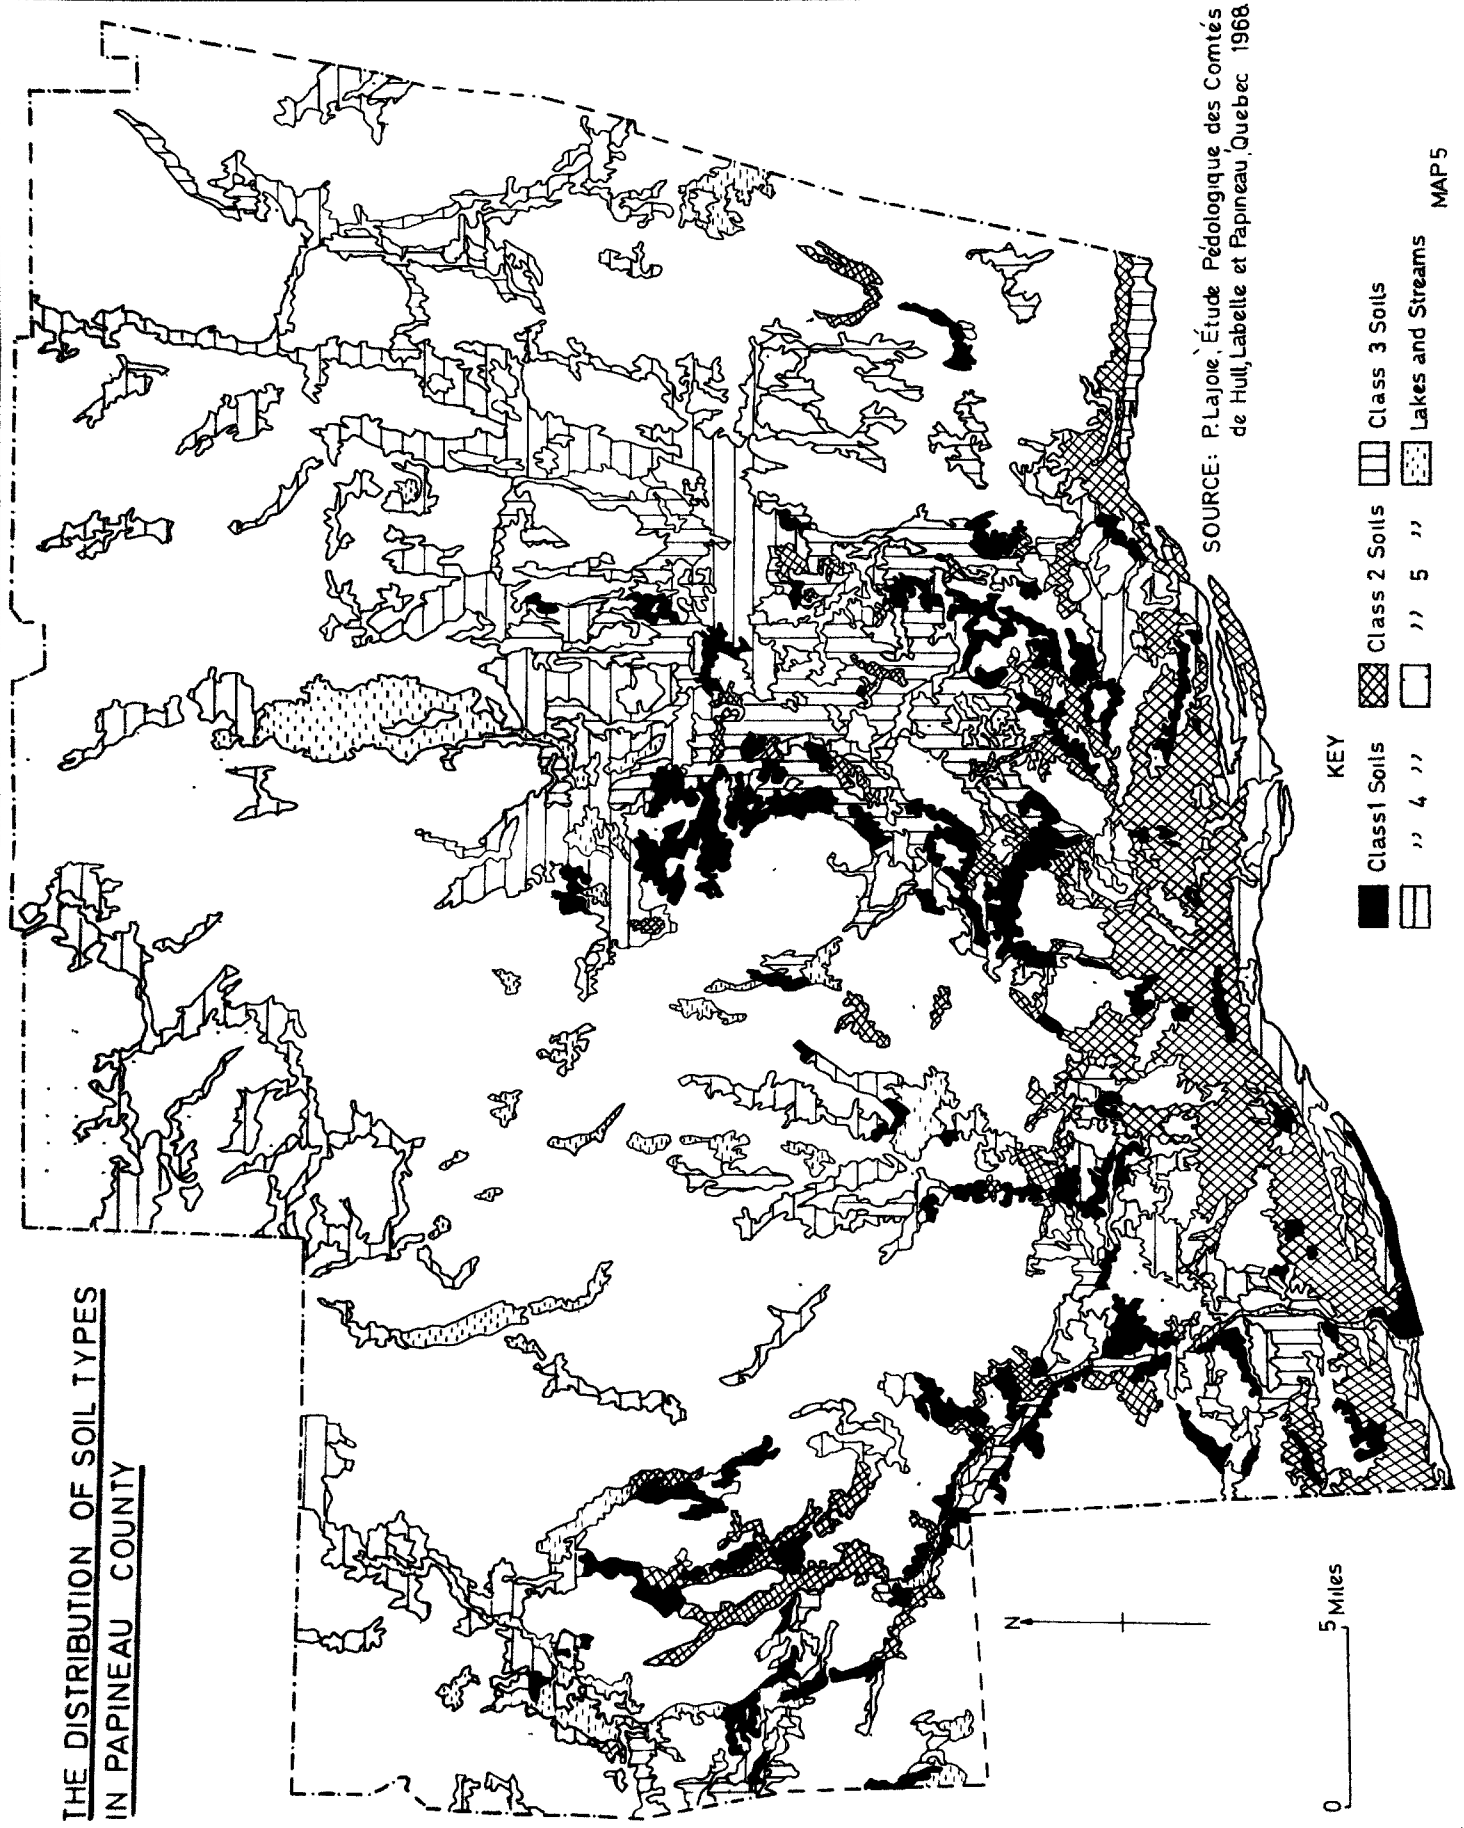 THE DISTRIBUTION OF SOIL TYPES
IN PAPINEAU COUNTY
N
0 5 Miles
KEY
Class 1 Soils
Class 2 Soils
Class 3 Soils
,, 4 ,,
,, 5 ,,
Lakes and Streams
SOURCE: P. Lajoie, Étude Pédologique des Comtés
de Hull, Labelle et Papineau, Quebec 1968
MAP 5